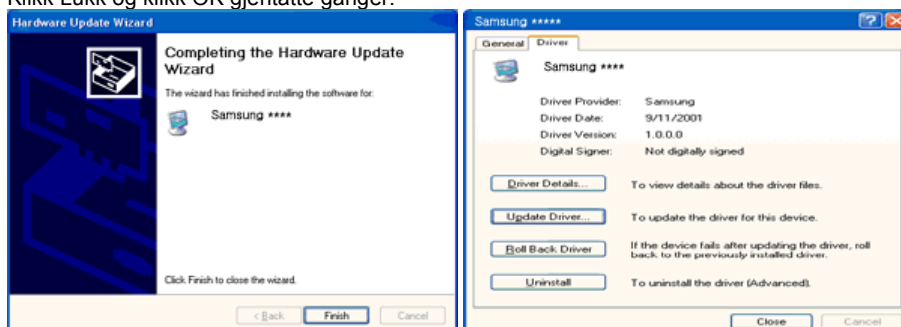 Klikk Lukk og klikk OK gjentatte ganger.
Hardware Update Wizard
Completing the Hardware Update
Wizard
The wizard has finished installing the software for:
Samsung ****
Click Finish to close the wizard.
< Back
Finish
Cancel
Samsung *****
General
Driver
Samsung ****
Driver Provider: Samsung
Driver Date: 9/11/2001
Driver Version: 1.0.0.0
Digital Signer: Not digitally signed
Driver Details... To view details about the driver files.
Update Driver... To update the driver for this device.
Roll Back Driver If the device fails after updating the driver, roll
back to the previously installed driver.
Uninstall To uninstall the driver (Advanced).
Close
Cancel